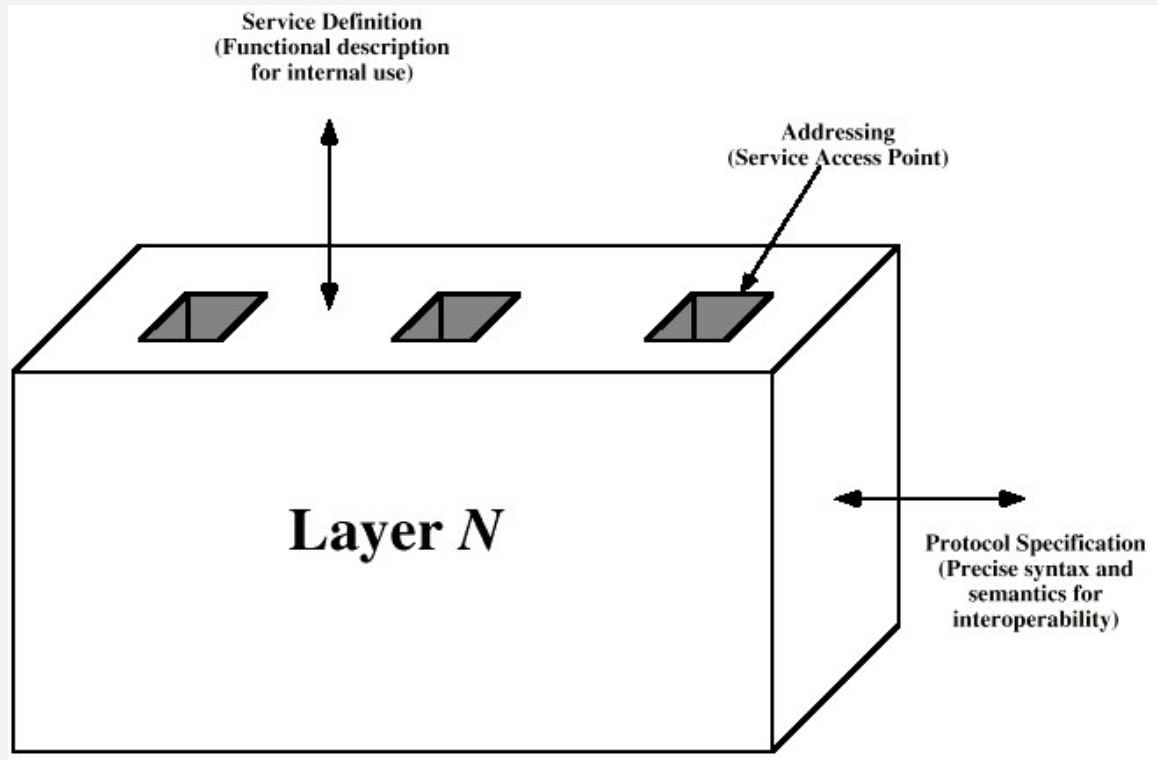 Service Definition
(Functional description
for internal use)
Addressing
(Service Access Point)
Layer N
Protocol Specification
(Precise syntax and
semantics for
interoperability)